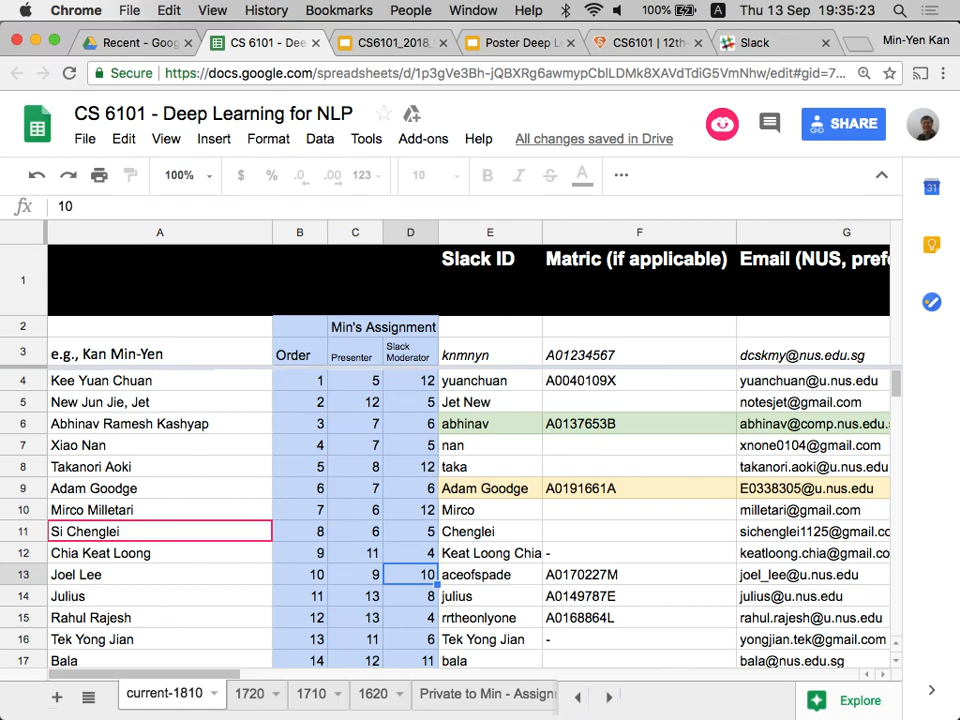 Chrome File Edit View History Bookmarks People Window Help 100% A Thu 13 Sep 19:35:23
Recent - Goog CS 6101 - Dee CS6101_2018_ Poster Deep L CS6101 | 12th- Slack Min-Yen Kan
Secure https://docs.google.com/spreadsheets/d/1p3gVe3Bh-jQBXRg6awmypCblLDMk8XAVdTdiG5VmNhw/edit#gid=7...
CS 6101 - Deep Learning for NLP
File Edit View Insert Format Data Tools Add-ons Help All changes saved in Drive SHARE
100% $ % .0 .00 123 10 B I S A
fx 10
A B C D E F G
1 Slack ID Matric (if applicable) Email (NUS, prefe
2 Min's Assignment
3 e.g., Kan Min-Yen Order Presenter Slack Moderator knmnyn A01234567 dcskmy@nus.edu.sg
4 Kee Yuan Chuan 1 5 12 yuanchuan A0040109X yuanchuan@u.nus.edu
5 New Jun Jie, Jet 2 12 5 Jet New notesjet@gmail.com
6 Abhinav Ramesh Kashyap 3 7 6 abhinav A0137653B abhinav@comp.nus.edu.
7 Xiao Nan 4 7 5 nan xnone0104@gmail.com
8 Takanori Aoki 5 8 12 taka takanori.aoki@u.nus.edu
9 Adam Goodge 6 7 6 Adam Goodge A0191661A E0338305@u.nus.edu
10 Mirco Milletari 7 6 12 Mirco milletari@gmail.com
11 Si Chenglei 8 6 5 Chenglei sichenglei1125@gmail.co
12 Chia Keat Loong 9 11 4 Keat Loong Chia - keatloong.chia@gmail.co
13 Joel Lee 10 9 10 aceofspade A0170227M joel_lee@u.nus.edu
14 Julius 11 13 8 julius A0149787E julius@u.nus.edu
15 Rahul Rajesh 12 13 4 rrtheonlyone A0168864L rahul.rajesh@u.nus.edu
16 Tek Yong Jian 13 11 6 Tek Yong Jian - yongjian.tek@gmail.com
17 Bala 14 12 11 bala bala@nus.edu.sg
current-1810 1720 1710 1620 Private to Min - Assign Explore
31